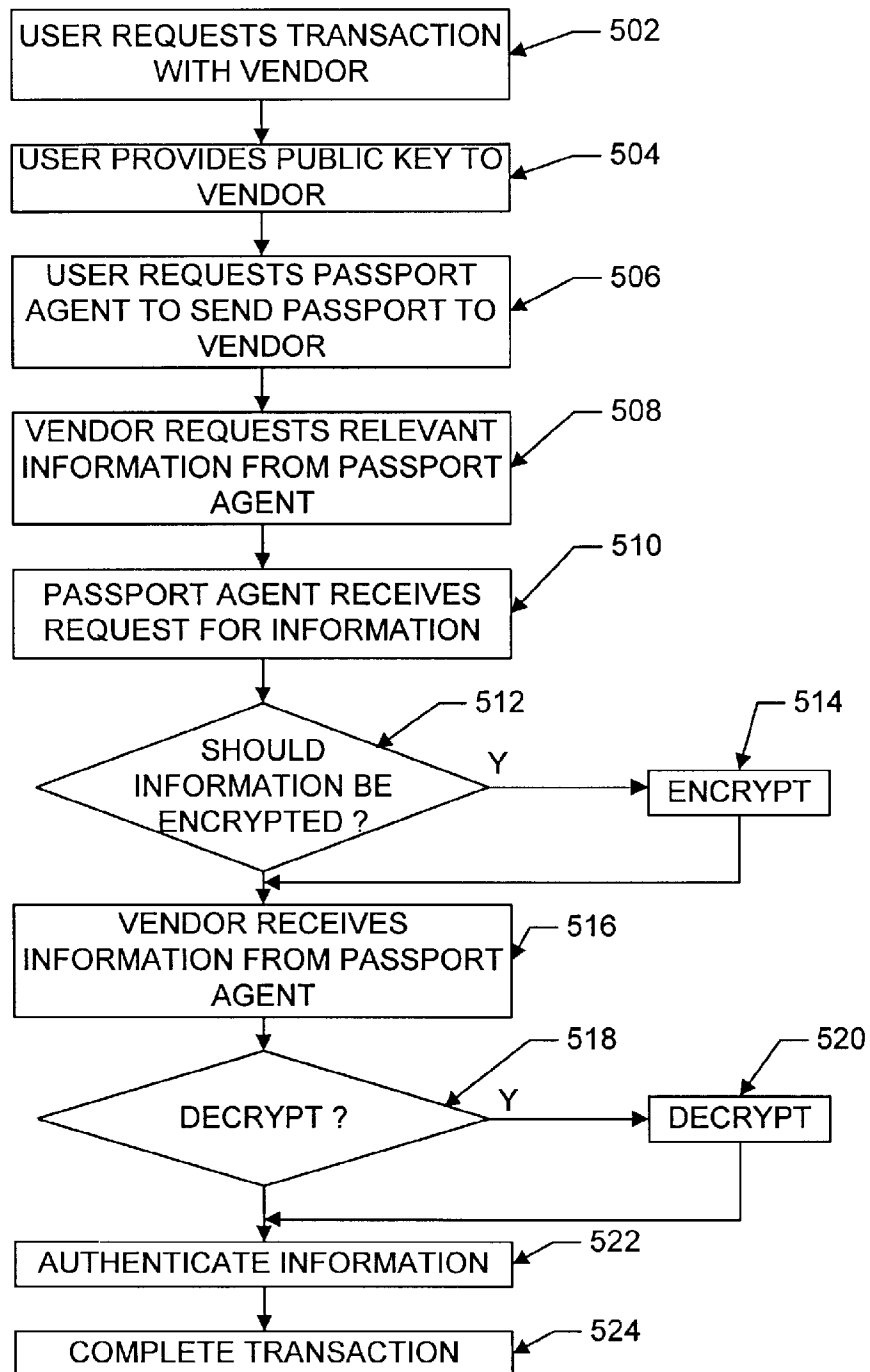 USER REQUESTS TRANSACTION
WITH VENDOR
502
USER PROVIDES PUBLIC KEY TO
VENDOR
504
USER REQUESTS PASSPORT
AGENT TO SEND PASSPORT TO
VENDOR
506
VENDOR REQUESTS RELEVANT
INFORMATION FROM PASSPORT
AGENT
508
PASSPORT AGENT RECEIVES
REQUEST FOR INFORMATION
510
SHOULD
INFORMATION BE
ENCRYPTED ?
512
Y
ENCRYPT
514
VENDOR RECEIVES
INFORMATION FROM PASSPORT
AGENT
516
DECRYPT ?
518
Y
DECRYPT
520
AUTHENTICATE INFORMATION
522
COMPLETE TRANSACTION
524